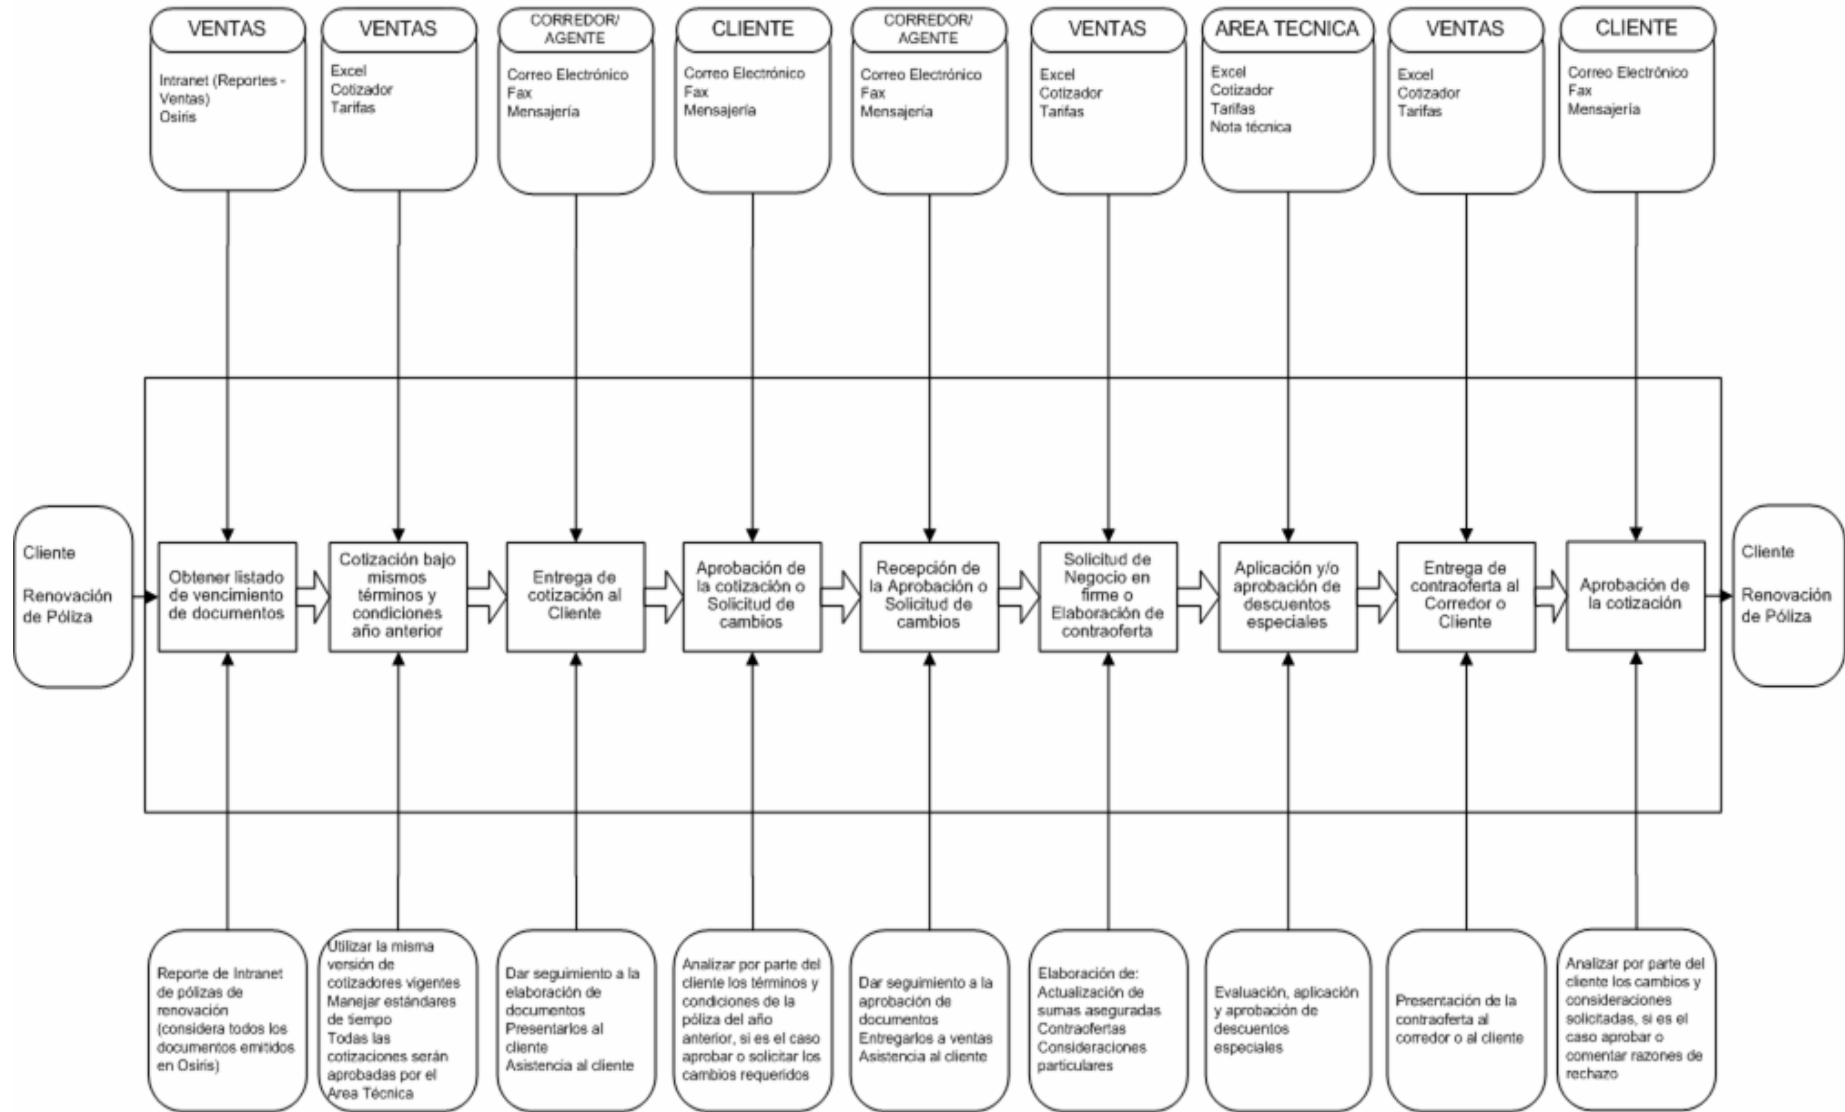 VENTAS
Intranet (Reportes -
Ventas)
Osiris
VENTAS
Excel
Cotizador
Tarifas
CORREDOR/
AGENTE
Correo Electrónico
Fax
Mensajería
CLIENTE
Correo Electrónico
Fax
Mensajería
CORREDOR/
AGENTE
Correo Electrónico
Fax
Mensajería
VENTAS
Excel
Cotizador
Tarifas
AREA TECNICA
Excel
Cotizador
Tarifas
Nota técnica
VENTAS
Excel
Cotizador
Tarifas
CLIENTE
Correo Electrónico
Fax
Mensajería
Cliente
Renovación
de Póliza
Obtener listado
de vencimiento
de documentos
Cotización bajo
mismos
términos y
condiciones
año anterior
Entrega de
cotización al
Cliente
Aprobación de
la cotización o
Solicitud de
cambios
Recepción de
la Aprobación o
Solicitud de
cambios
Solicitud de
Negocio en
firme o
Elaboración de
contraoferta
Aplicación y/o
aprobación de
descuentos
especiales
Entrega de
contraoferta al
Corredor o
Cliente
Aprobación de
la cotización
Cliente
Renovación
de Póliza
Reporte de Intranet
de pólizas de
renovación
(considera todos los
documentos emitidos
en Osiris)
Utilizar la misma
versión de
cotizadores vigentes
Manejar estándares
de tiempo
Todas las
cotizaciones serán
aprobadas por el
Area Técnica
Dar seguimiento a la
elaboración de
documentos
Presentarlos al
cliente
Asistencia al cliente
Analizar por parte del
cliente los términos y
condiciones de la
póliza del año
anterior, si es el caso
aprobar o solicitar los
cambios requeridos
Dar seguimiento a la
aprobación de
documentos
Entregarlos a ventas
Asistencia al cliente
Elaboración de:
Actualización de
sumas aseguradas
Contraofertas
Consideraciones
particulares
Evaluación, aplicación
y aprobación de
descuentos
especiales
Presentación de la
contraoferta al
corredor o al cliente
Analizar por parte del
cliente los cambios y
consideraciones
solicitadas, si es el
caso aprobar o
comentar razones de
rechazo